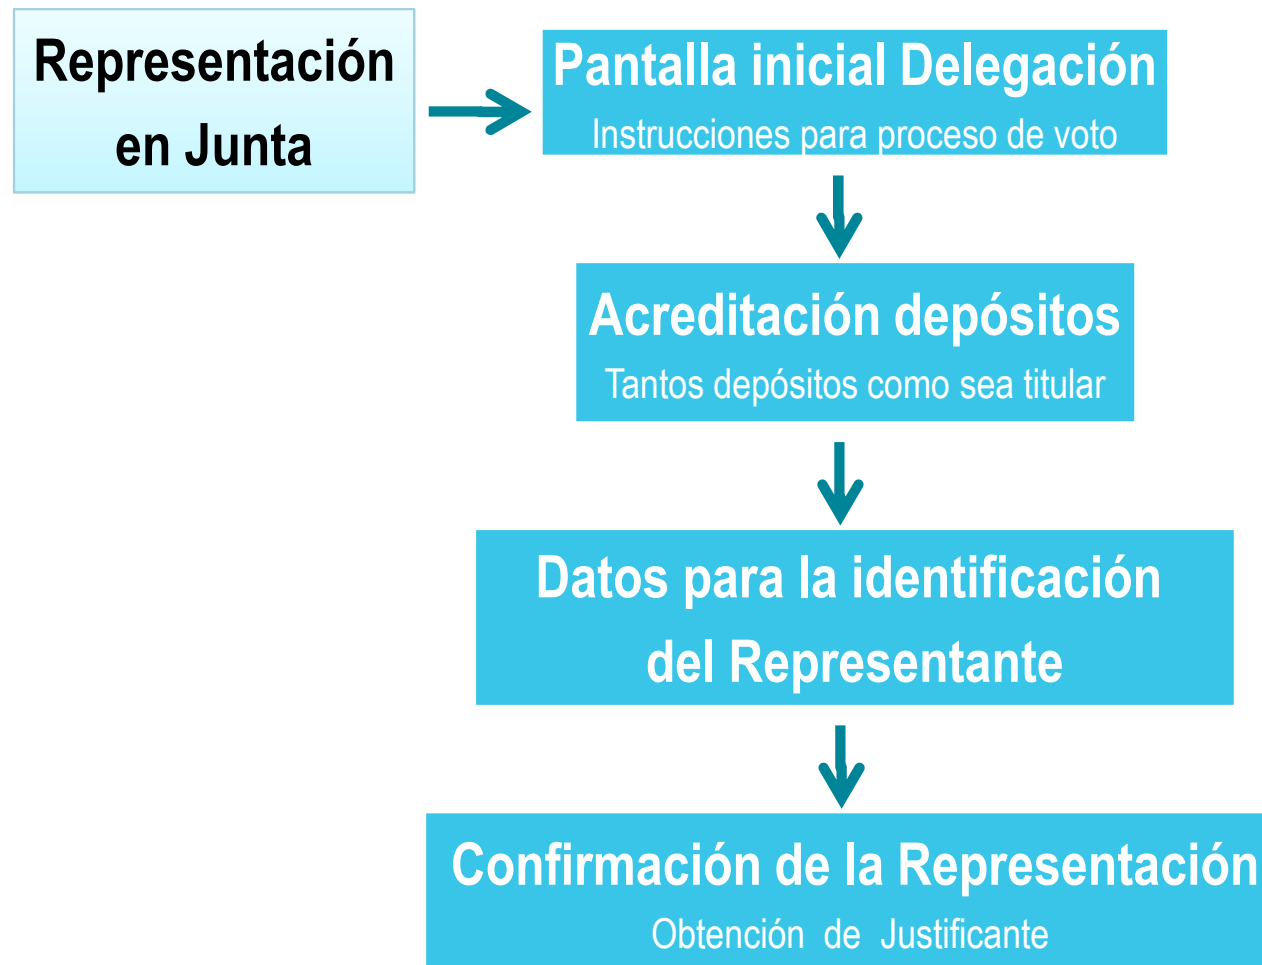 Representación
en Junta
Pantalla inicial Delegación
Instrucciones para proceso de voto
Acreditación depósitos
Tantos depósitos como sea titular
Datos para la identificación
del Representante
Confirmación de la Representación
Obtención de Justificante